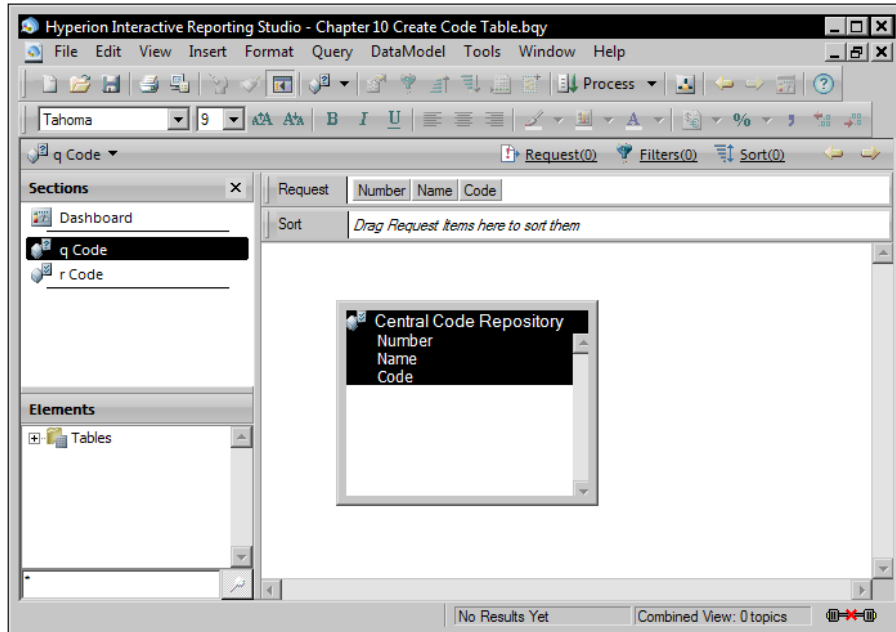 Hyperion Interactive Reporting Studio - Chapter 10 Create Code Table.bqy
File Edit View Insert Format Query DataModel Tools Window Help
Process
Tahoma 9 B I U A %
q Code Request(0) Filters(0) Sort(0)
Sections
Dashboard
q Code
r Code
Request Number Name Code
Sort Drag Request Items here to sort them
Central Code Repository
Number
Name
Code
Elements
Tables
*
No Results Yet Combined View: 0 topics